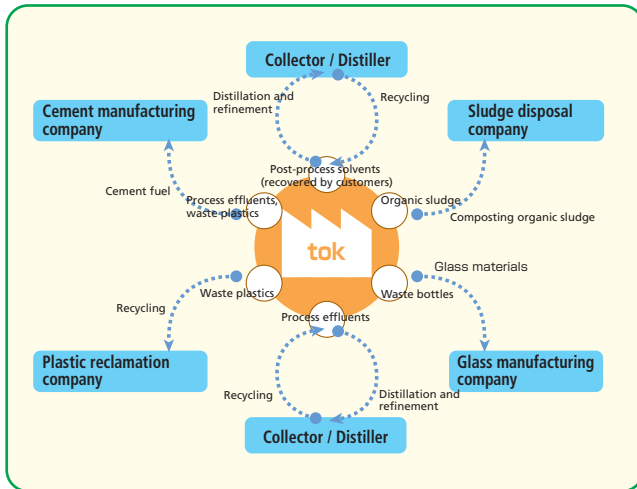 Collector / Distiller
Distillation and
refinement
Recycling
Cement manufacturing
company
Sludge disposal
company
Post-process solvents
(recovered by customers)
Cement fuel
Process effluents,
waste plastics
Organic sludge
Composting organic sludge
tok
Glass materials
Waste plastics
Waste bottles
Recycling
Process effluents
Plastic reclamation
company
Glass manufacturing
company
Recycling
Distillation and
refinement
Collector / Distiller